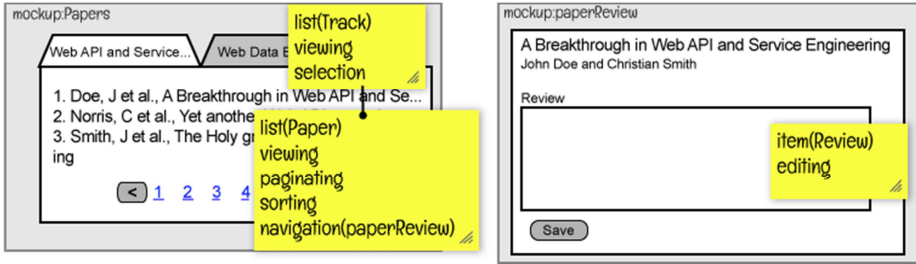 mockup:Papers
Web API and Service...
Web Data E
list(Track)
viewing
selection
1. Doe, J et al., A Breakthrough in Web API and Se...
2. Norris, C et al., Yet anothe
3. Smith, J et al., The Holy gr
ing
< 1 2 3 4
list(Paper)
viewing
paginating
sorting
navigation(paperReview)
mockup:paperReview
A Breakthrough in Web API and Service Engineering
John Doe and Christian Smith
Review
item(Review)
editing
Save